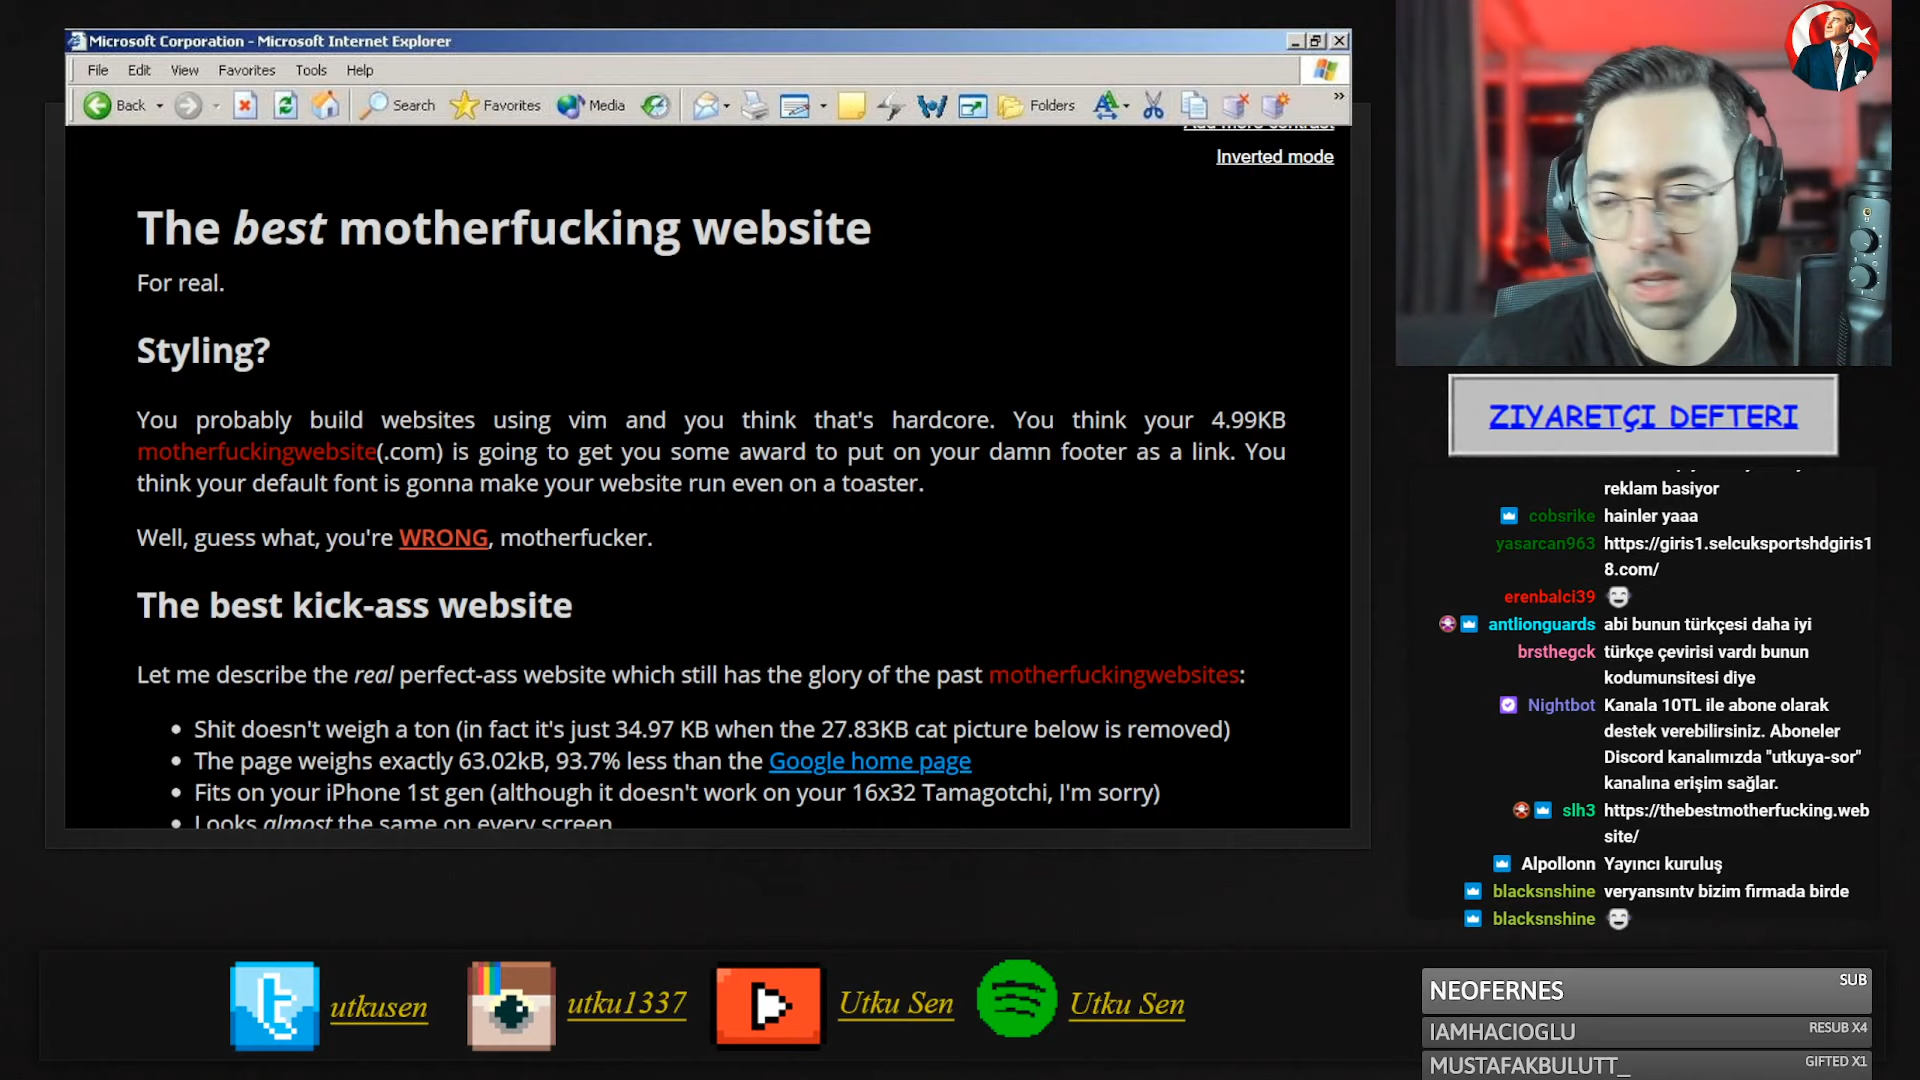 Microsoft Corporation - Microsoft Internet Explorer
File Edit View Favorites Tools Help
Back Search Favorites Media Folders
Add more contrast
Inverted mode
The best motherfucking website
For real.
Styling?
You probably build websites using vim and you think that's hardcore. You think your 4.99KB
motherfuckingwebsite(.com) is going to get you some award to put on your damn footer as a link. You
think your default font is gonna make your website run even on a toaster.
Well, guess what, you're WRONG, motherfucker.
The best kick-ass website
Let me describe the real perfect-ass website which still has the glory of the past motherfuckingwebsites:
Shit doesn't weigh a ton (in fact it's just 34.97 KB when the 27.83KB cat picture below is removed)
The page weighs exactly 63.02kB, 93.7% less than the Google home page
Fits on your iPhone 1st gen (although it doesn't work on your 16x32 Tamagotchi, I'm sorry)
Looks almost the same on every screen
ZIYARETÇI DEFTERI
reklam basiyor
cobsrike hainler yaaa
yasarcan963 https://giris1.selcuksportshdgiris1
8.com/
erenbalci39
antlionguards abi bunun türkçesi daha iyi
brsthegck türkçe çevirisi vardı bunun
kodumunsitesi diye
Nightbot Kanala 10TL ile abone olarak
destek verebilirsiniz. Aboneler
Discord kanalımızda "utkuya-sor"
kanalına erişim sağlar.
slh3 https://thebestmotherfucking.web
site/
Alpollonn Yayıncı kuruluş
blacksnshine veryansıntv bizim firmada birde
blacksnshine
utkusen
utku1337
Utku Sen
Utku Sen
NEOFERNES SUB
IAMHACIOGLU RESUB X4
MUSTAFAKBULUTT_ GIFTED X1